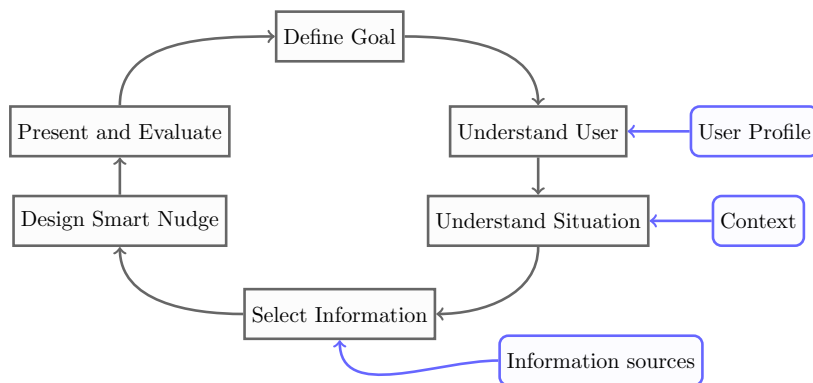 Define Goal
Present and Evaluate
Understand User
User Profile
Design Smart Nudge
Understand Situation
Context
Select Information
Information sources